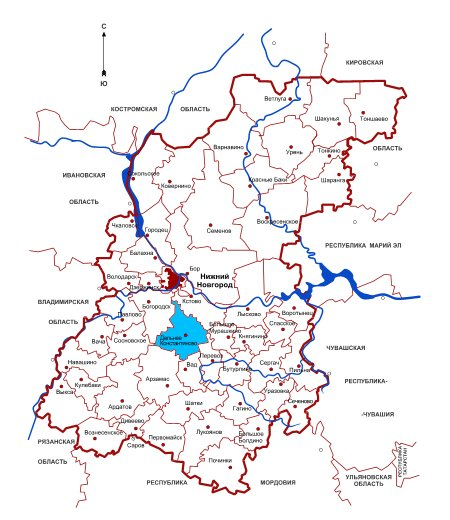 С
Ю
КИРОВСКАЯ
КОСТРОМСКАЯ
ОБЛАСТЬ
Ветлуга
Шахунья
Тоншаево
Варнавино
Урень
Тонкино
ОБЛАСТЬ
ИВАНОВСКАЯ
Сокольское
Ковернино
Красные Баки
Шаранга
ОБЛАСТЬ
Чкаловск
Городец
Семенов
Воскресенское
РЕСПУБЛИКА МАРИЙ ЭЛ
Балахна
Бор
Володарск
Нижний
Новгород
Дзержинск
ВЛАДИМИРСКАЯ
Кстово
Богородск
Лысково
Воротынец
ОБЛАСТЬ
Павлово
Большое
Мурашкино
Спасское
Вача
Сосновское
Дальнее
Константиново
Княгинино
ЧУВАШСКАЯ
Навашино
Вад
Перевоз
Бутурлино
Сергач
Пильна
РЕСПУБЛИКА-
Выкса
Кулебаки
Арзамас
Уразовка
Сеченово
-ЧУВАШИЯ
Ардатов
Шатки
Гагино
Дивеево
Вознесенское
Саров
Первомайск
Лукоянов
Большое
Болдино
РЯЗАНСКАЯ
ОБЛАСТЬ
Починки
РЕСПУБЛИКА
МОРДОВИЯ
УЛЬЯНОВСКАЯ
ОБЛАСТЬ
РЕСПУБЛИКА
ТАТАРСТАН